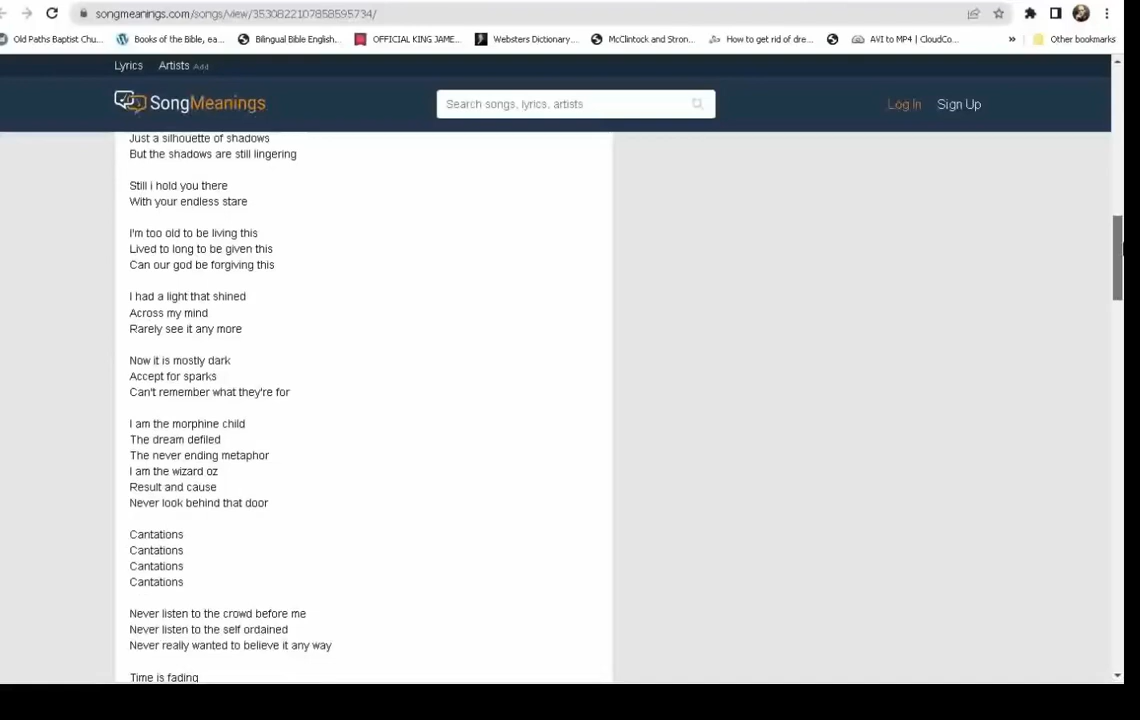 songmeanings.com/songs/view/3530822107858595734/
Old Paths Baptist Chu...
Books of the Bible, ea...
Bilingual Bible English...
OFFICIAL KING JAME...
Websters Dictionary...
McClintock and Stron...
How to get rid of dre...
AVI to MP4 | CloudCo...
»
Other bookmarks
Lyrics Artists Add
SongMeanings
Search songs, lyrics, artists
Log In Sign Up
Just a silhouette of shadows
But the shadows are still lingering
Still i hold you there
With your endless stare
I'm too old to be living this
Lived to long to be given this
Can our god be forgiving this
I had a light that shined
Across my mind
Rarely see it any more
Now it is mostly dark
Accept for sparks
Can't remember what they're for
I am the morphine child
The dream defiled
The never ending metaphor
I am the wizard oz
Result and cause
Never look behind that door
Cantations
Cantations
Cantations
Cantations
Never listen to the crowd before me
Never listen to the self ordained
Never really wanted to believe it any way
Time is fading